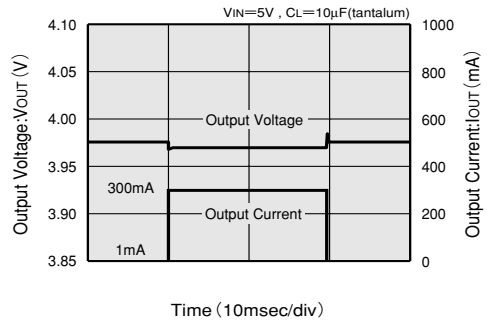 VIN=5V , CL=10μF(tantalum)
Output Voltage:VOUT (V)
4.10
4.05
4.00
3.95
3.90
3.85
Output Voltage
300mA
Output Current
1mA
1000
800
600
400
200
0
Output Current:IOUT (mA)
Time (10msec/div)